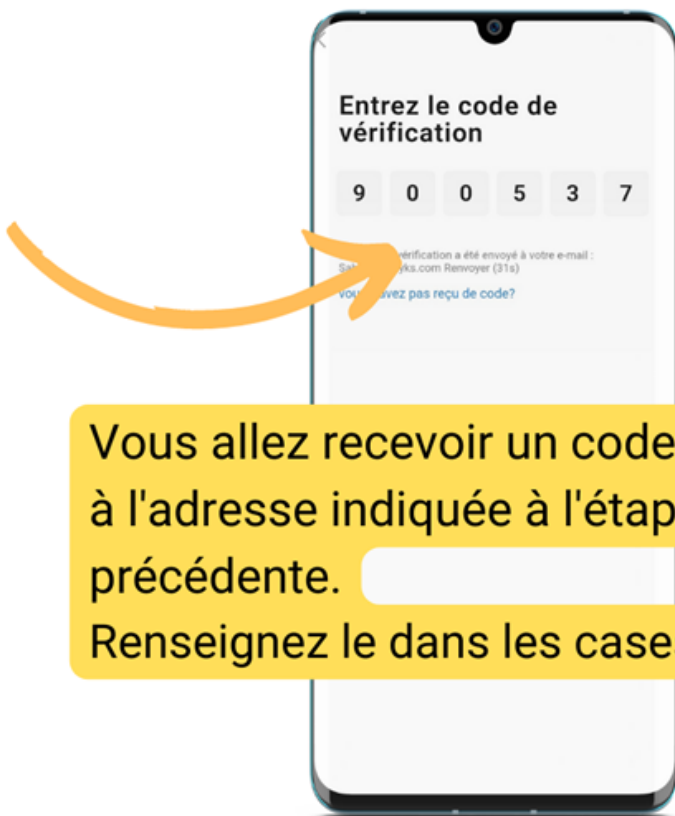 Entrez le code de
vérification
9 0 0 5 3 7
vérification a été envoyé à votre e-mail :
Renvoyer (31s)
avez pas reçu de code?
Vous allez recevoir un code
à l'adresse indiquée à l'étap
précédente.
Renseignez le dans les case